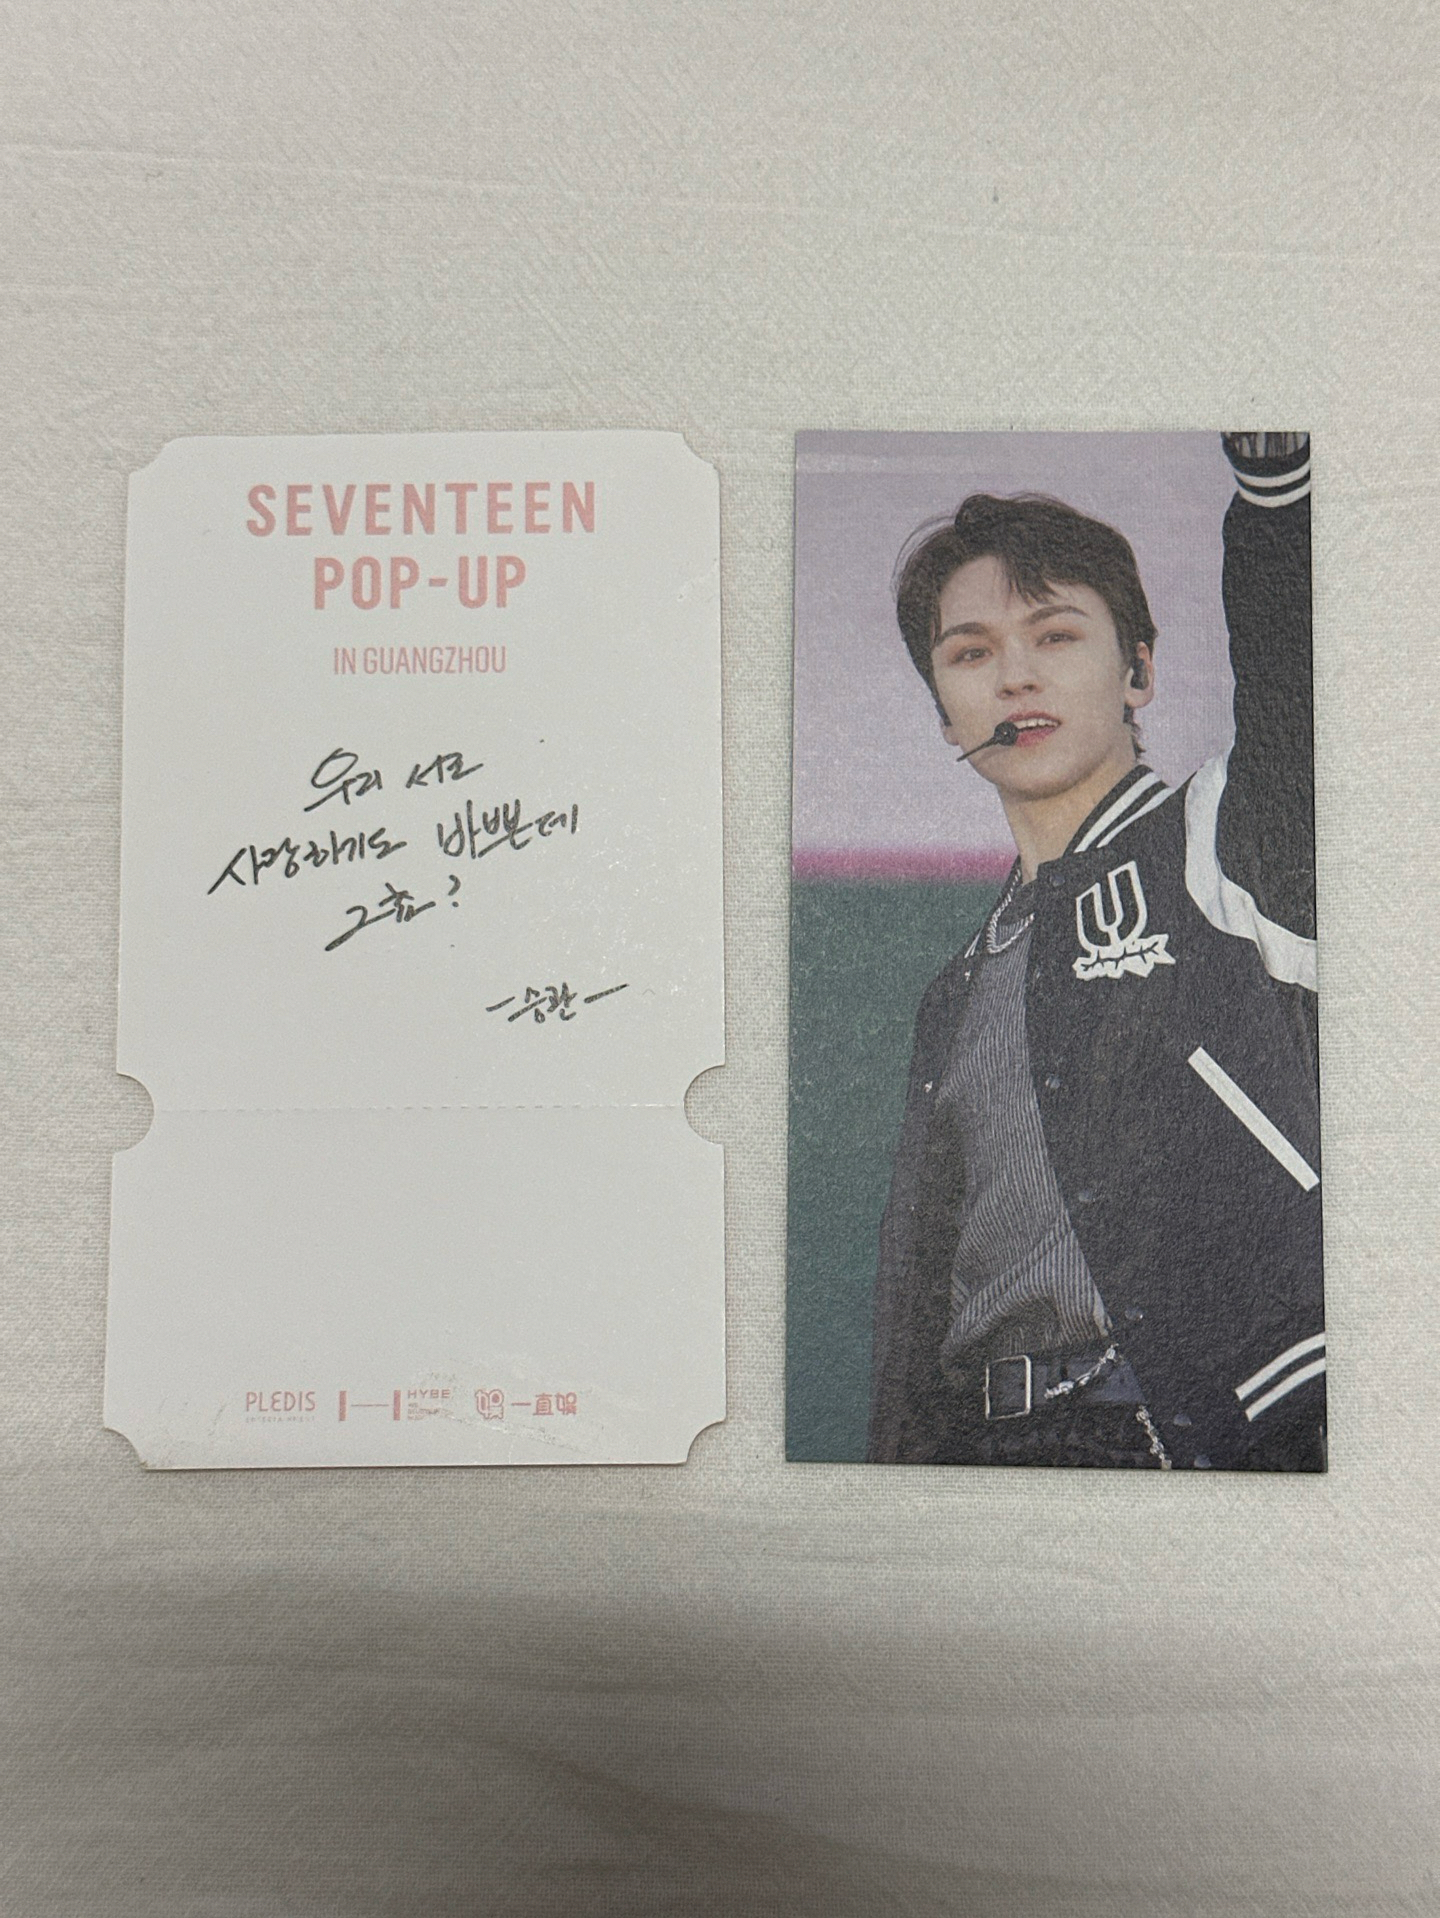 SEVENTEEN
POP-UP
IN GUANGZHOU
우리 서로
사랑하기도 바쁜데
그쵸?
-승관-
PLEDIS HYBE 一直娱